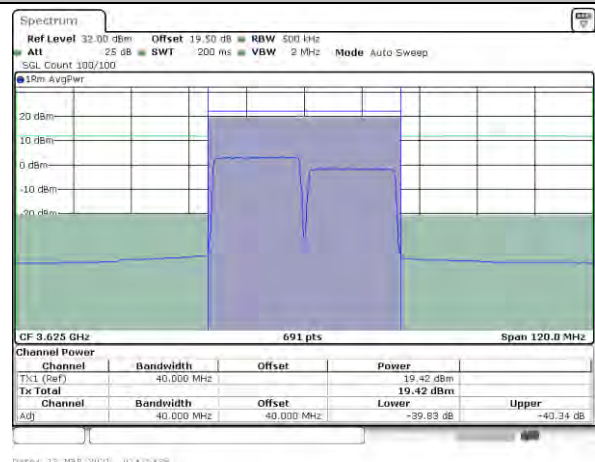 Spectrum
Ref Level 32.00 dBm Offset 19.50 dB RBW 500 kHz
Att 25 dB SWT 200 ms VBW 2 MHz Mode Auto Sweep
SGL Count 100/100
1Rm AvgPwr
20 dBm
10 dBm
0 dBm
-10 dBm
-20 dBm
CF 3.625 GHz 691 pts Span 120.0 MHz
Channel Power
Channel Bandwidth Offset Power
TX1 (Ref) 40.000 MHz 19.42 dBm
Tx Total 19.42 dBm
Channel Bandwidth Offset Lower Upper
Adj 40.000 MHz 40.000 MHz -39.83 dB -40.34 dB